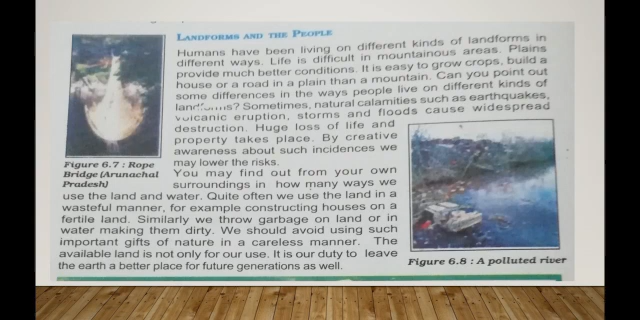 LANDFORMS AND THE PEOPLE
Humans have been living on different kinds of landforms in
different ways. Life is difficult in mountainous areas. Plains
provide much better conditions. It is easy to grow crops, build a
house or a road in a plain than a mountain. Can you point out
some differences in the ways people live on different kinds of
landforms? Sometimes, natural calamities such as earthquakes,
volcanic eruption, storms and floods cause widespread
destruction. Huge loss of life and
property takes place. By creative
awareness about such incidences we
may lower the risks.
Figure 6.7 : Rope
Bridge (Arunachal
Pradesh)
You may find out from your own
surroundings in how many ways we
use the land and water. Quite often we use the land in a
wasteful manner, for example constructing houses on a
fertile land. Similarly we throw garbage on land or in
water making them dirty. We should avoid using such
important gifts of nature in a careless manner. The
available land is not only for our use. It is our duty to leave
the earth a better place for future generations as well.
Figure 6.8 : A polluted river